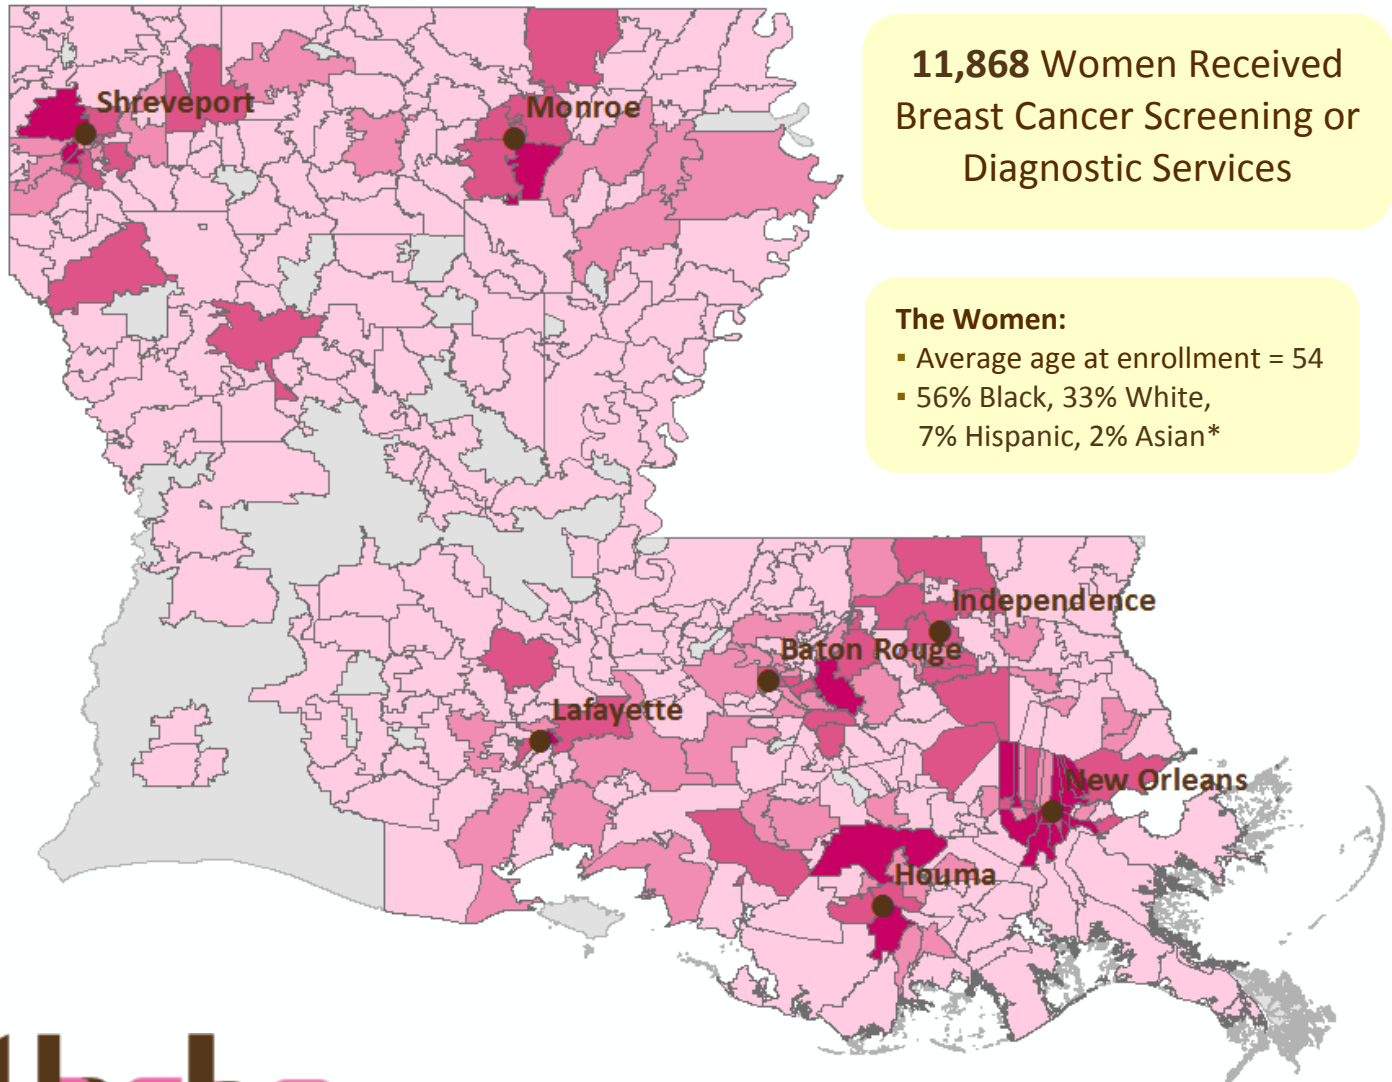 11,868 Women Received
Breast Cancer Screening or
Diagnostic Services
Shreveport
Monroe
The Women:
▪ Average age at enrollment = 54
▪ 56% Black, 33% White,
7% Hispanic, 2% Asian*
Independence
Baton Rouge
Lafayette
New Orleans
Houma